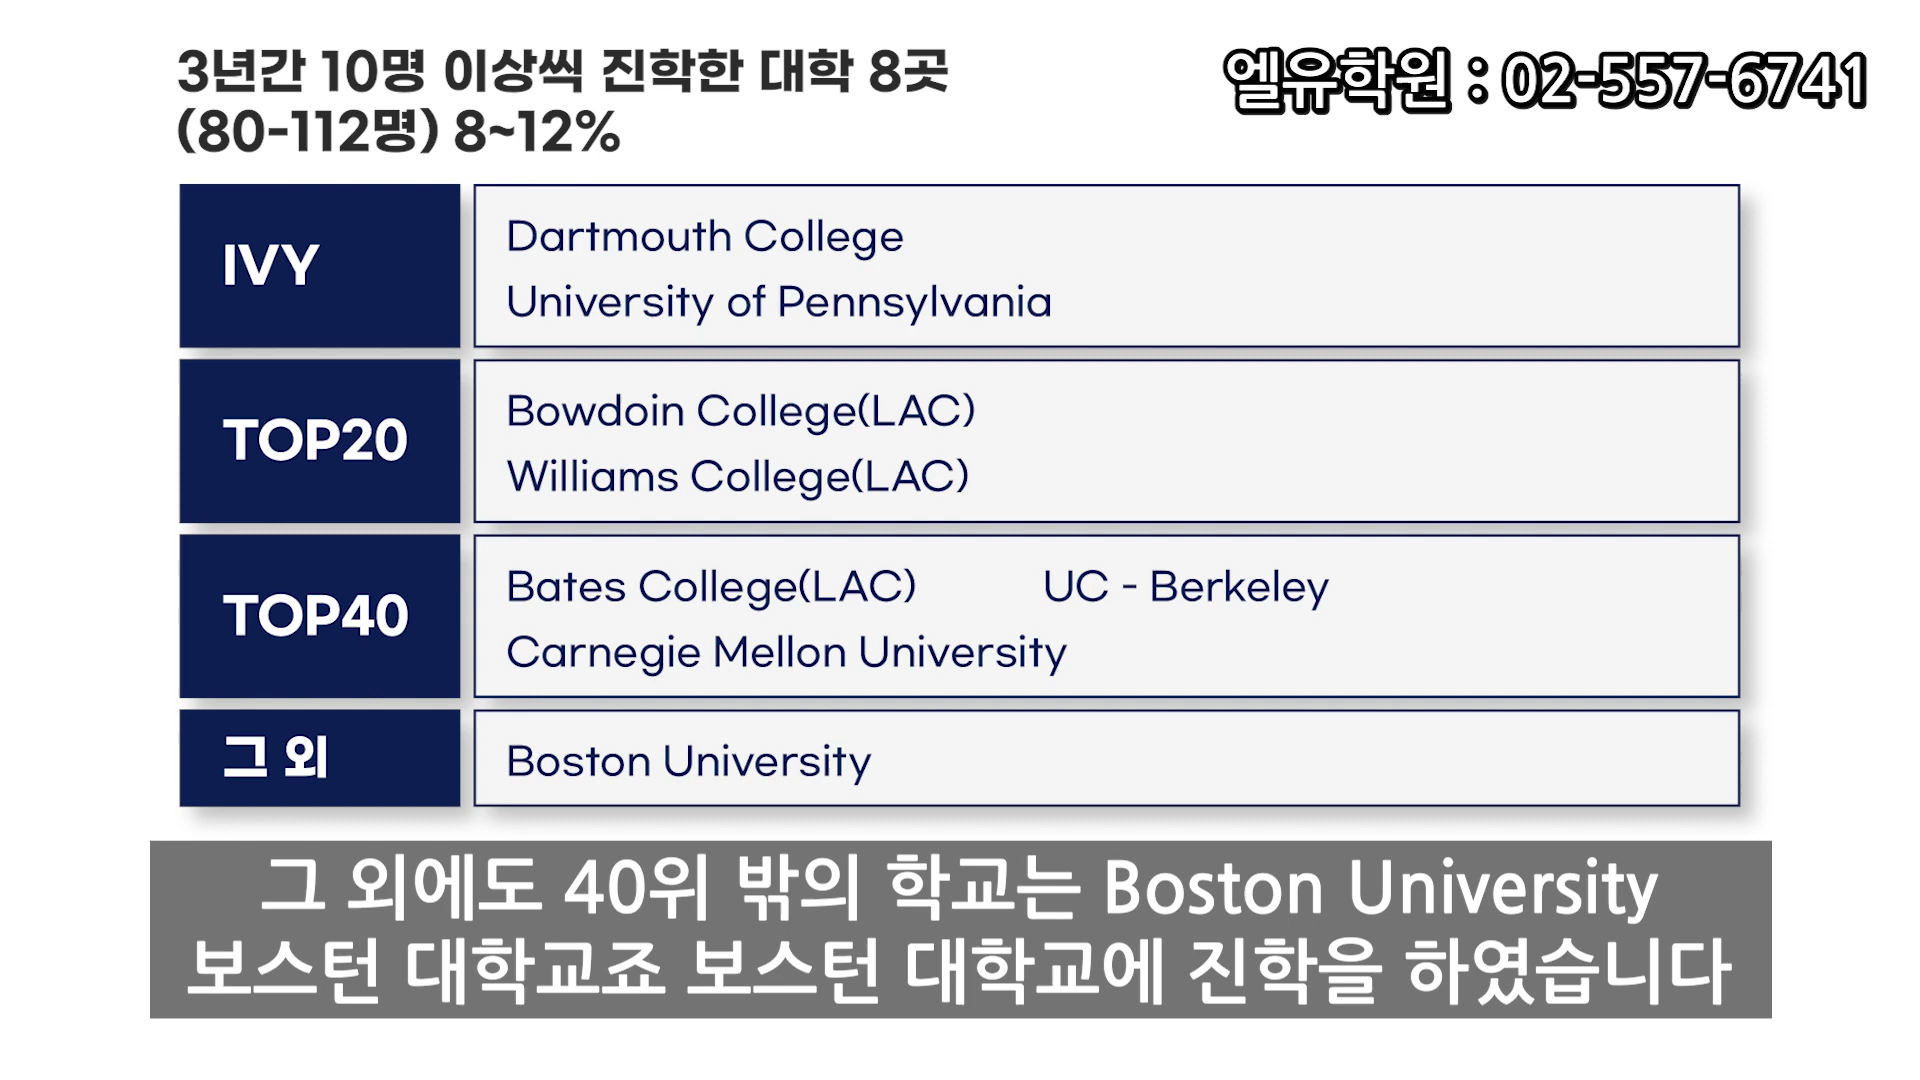 3년간 10명 이상씩 진학한 대학 8곳
(80-112명) 8~12%
엘유학원 : 02-557-6741
IVY
Dartmouth College
University of Pennsylvania
TOP20
Bowdoin College(LAC)
Williams College(LAC)
TOP40
Bates College(LAC) UC - Berkeley
Carnegie Mellon University
그 외
Boston University
그 외에도 40위 밖의 학교는 Boston University
보스턴 대학교죠 보스턴 대학교에 진학을 하였습니다